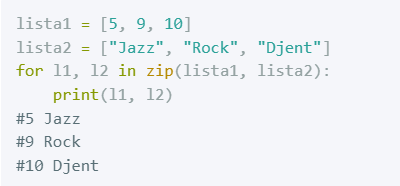 lista1 = [5, 9, 10]
lista2 = ["Jazz", "Rock", "Djent"]
for l1, l2 in zip(lista1, lista2):
    print(l1, l2)
#5 Jazz
#9 Rock
#10 Djent